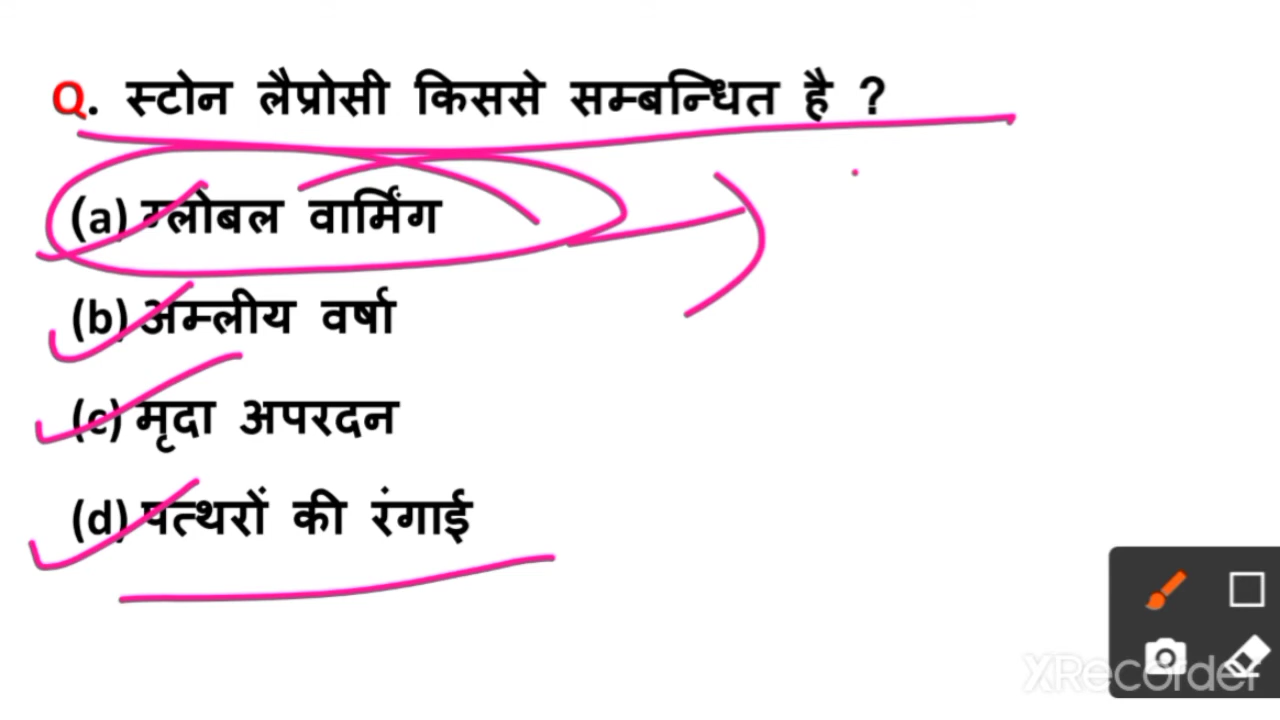 Q. स्टोन लैप्रोसी किससे सम्बन्धित है ?
(a) ग्लोबल वार्मिंग
(b) अम्लीय वर्षा
(c) मृदा अपरदन
(d) पत्थरों की रंगाई
XRecorder